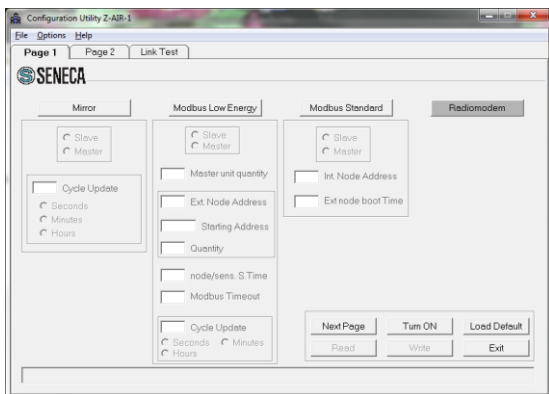 Configuration Utility Z-AIR-1
File Options Help
Page 1 Page 2 Link Test
SENECA
Mirror Modbus Low Energy Modbus Standard Radiomodem
Slave
Master
Cycle Update
Seconds
Minutes
Hours
Slave
Master
Master unit quantity
Ext. Node Address
Starting Address
Quantity
node/sens. S.Time
Modbus Timeout
Cycle Update
Seconds Minutes
Hours
Slave
Master
Int. Node Address
Ext node boot Time
Next Page Turn ON Load Default
Read Write Exit